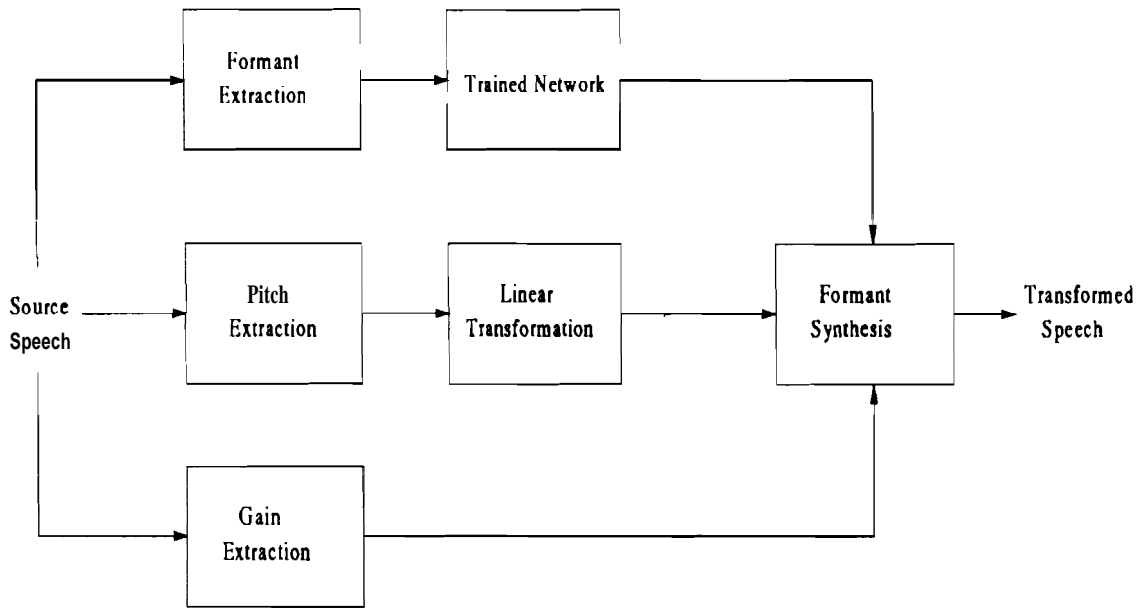 Formant
Extraction
Trained Network
Source
Speech
Pitch
Extraction
Linear
Transformation
Formant
Synthesis
Transformed
Speech
Gain
Extraction